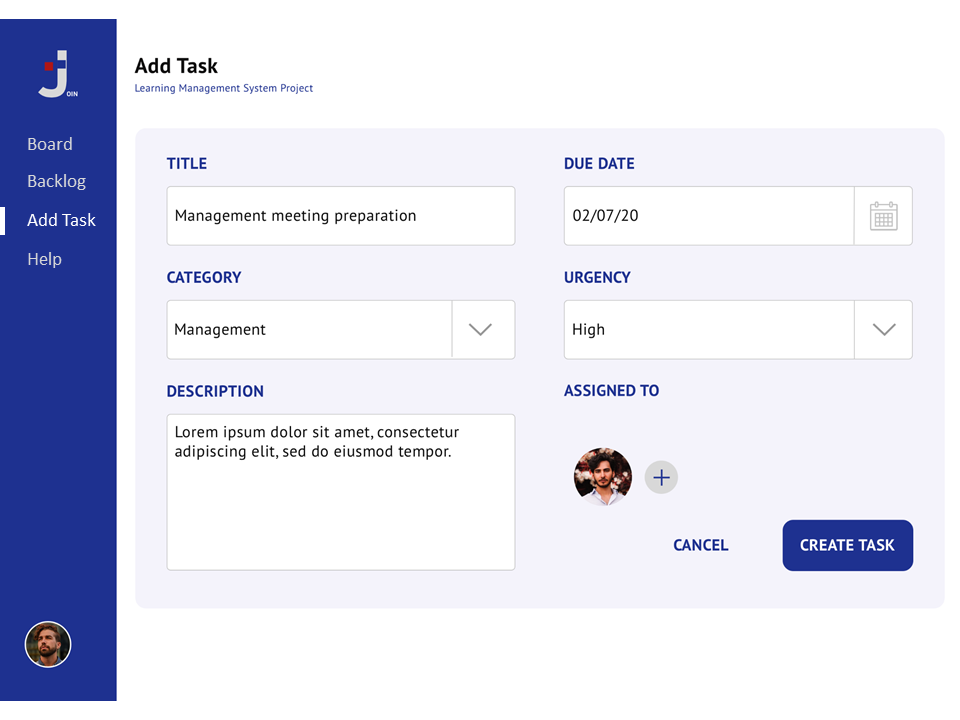 JOIN
Board
Backlog
Add Task
Help
Add Task
Learning Management System Project
TITLE
Management meeting preparation
DUE DATE
02/07/20
CATEGORY
Management
URGENCY
High
DESCRIPTION
Lorem ipsum dolor sit amet, consectetur
adipiscing elit, sed do eiusmod tempor.
ASSIGNED TO
CANCEL
CREATE TASK